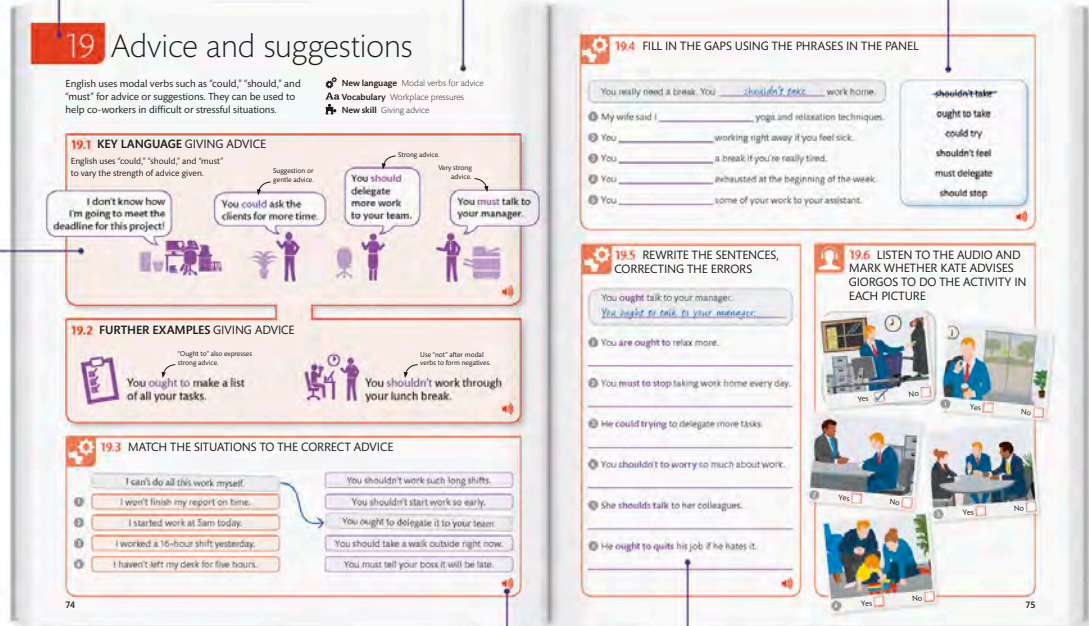 19 Advice and suggestions
English uses modal verbs such as "could," "should," and
"must" for advice or suggestions. They can be used to
help co-workers in difficult or stressful situations.
New language Modal verbs for advice
Aa Vocabulary Workplace pressures
New skill Giving advice
19.1 KEY LANGUAGE GIVING ADVICE
English uses "could," "should," and "must"
to vary the strength of advice given.
I don't know how
I'm going to meet the
deadline for this project!
Suggestion or
gentle advice.
You could ask the
clients for more time.
Strong advice.
You should
delegate
more work
to your team.
Very strong
advice.
You must talk to
your manager.
19.2 FURTHER EXAMPLES GIVING ADVICE
"Ought to" also expresses
strong advice.
You ought to make a list
of all your tasks.
Use "not" after modal
verbs to form negatives.
You shouldn't work through
your lunch break.
19.3 MATCH THE SITUATIONS TO THE CORRECT ADVICE
I can't do all this work myself.
1 I won't finish my report on time.
2 I started work at 5am today.
3 I worked a 16-hour shift yesterday.
4 I haven't left my desk for five hours.
You shouldn't work such long shifts.
You shouldn't start work so early.
You ought to delegate it to your team
You should take a walk outside right now.
You must tell your boss it will be late.
74
19.4 FILL IN THE GAPS USING THE PHRASES IN THE PANEL
You really need a break. You shouldn't take work home.
1 My wife said I yoga and relaxation techniques.
2 You working right away if you feel sick.
3 You a break if you're really tired.
4 You exhausted at the beginning of the week.
5 You some of your work to your assistant.
shouldn't take
ought to take
could try
shouldn't feel
must delegate
should stop
19.5 REWRITE THE SENTENCES,
CORRECTING THE ERRORS
You ought talk to your manager.
You ought to talk to your manager.
1 You are ought to relax more.
2 You must to stop taking work home every day.
3 He could trying to delegate more tasks.
4 You shouldn't to worry so much about work.
5 She shoulds talk to her colleagues.
6 He ought to quits his job if he hates it.
19.6 LISTEN TO THE AUDIO AND
MARK WHETHER KATE ADVISES
GIORGOS TO DO THE ACTIVITY IN
EACH PICTURE
Yes No
1 Yes No
2 Yes No
3 Yes No
4 Yes No
75